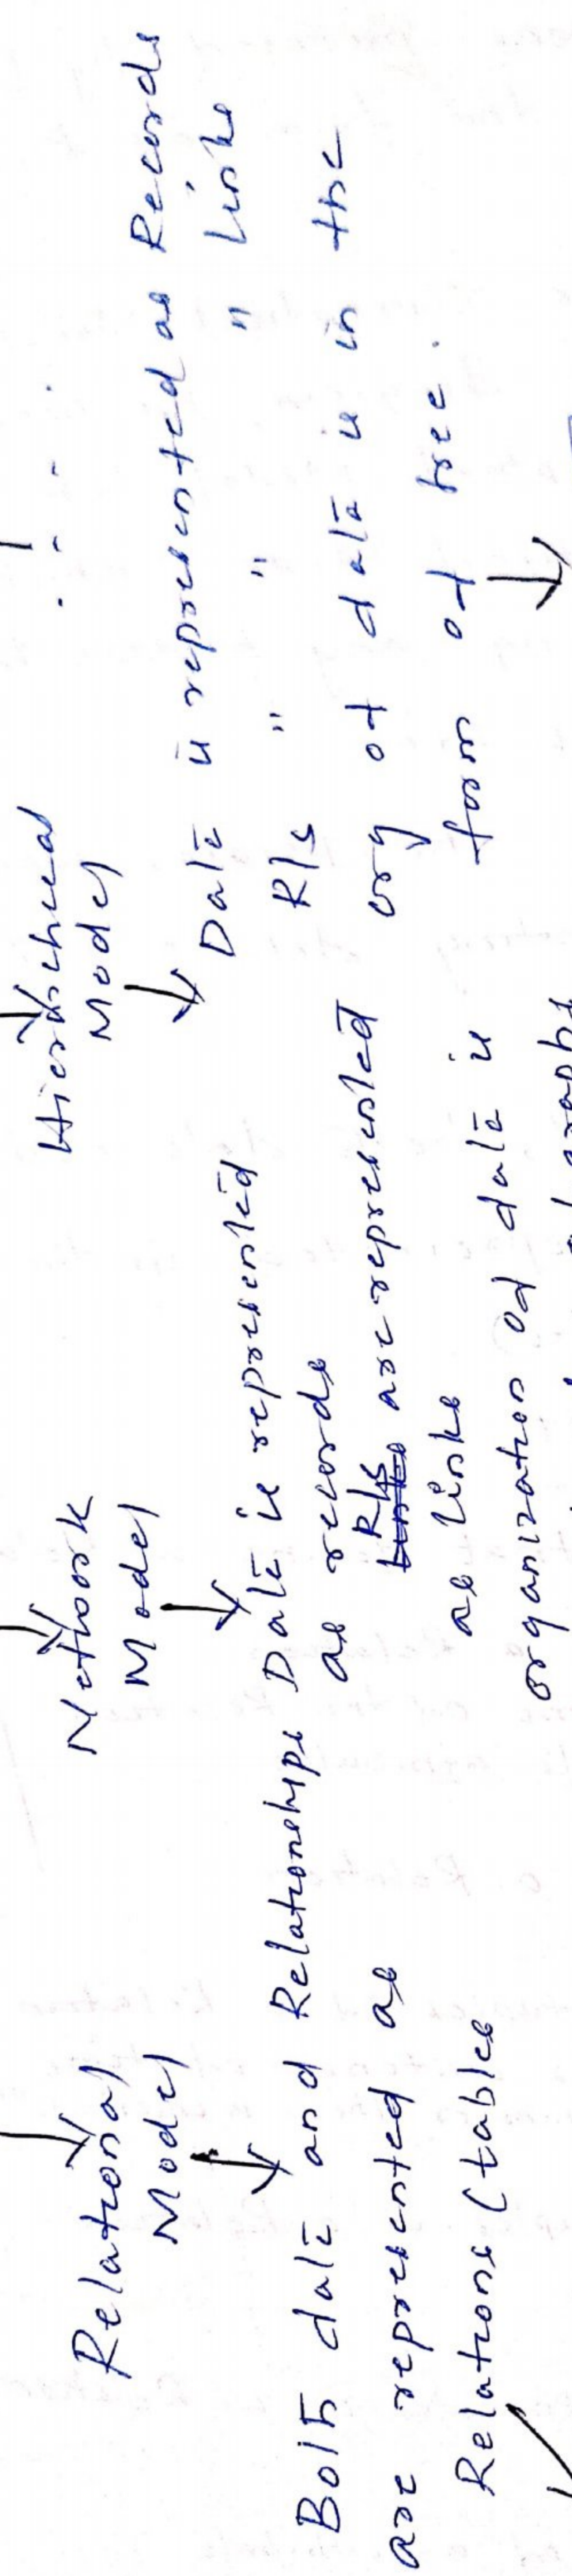 Relational
Model
Both data and Relationships
are represented as
Relations (tables
Network
Model
Data is represented
as records
R/s are represented
as links
organization of data is
Hierarchical
Model
Data is represented as Records
R/s " " " links
org of data is in the
form of tree.